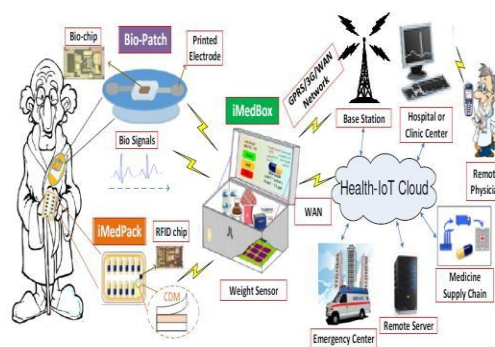 Bio-chip
Bio-Patch
Printed
Electrode
Bio Signals
iMedBox
GPRS/3G/WAN
Network
Base Station
Hospital or
Clinic Center
Remot
Physicia
WAN
Health-IoT Cloud
iMedPack
RFID chip
CDM
Weight Sensor
Emergency Center
Remote Server
Medicine
Supply Chain